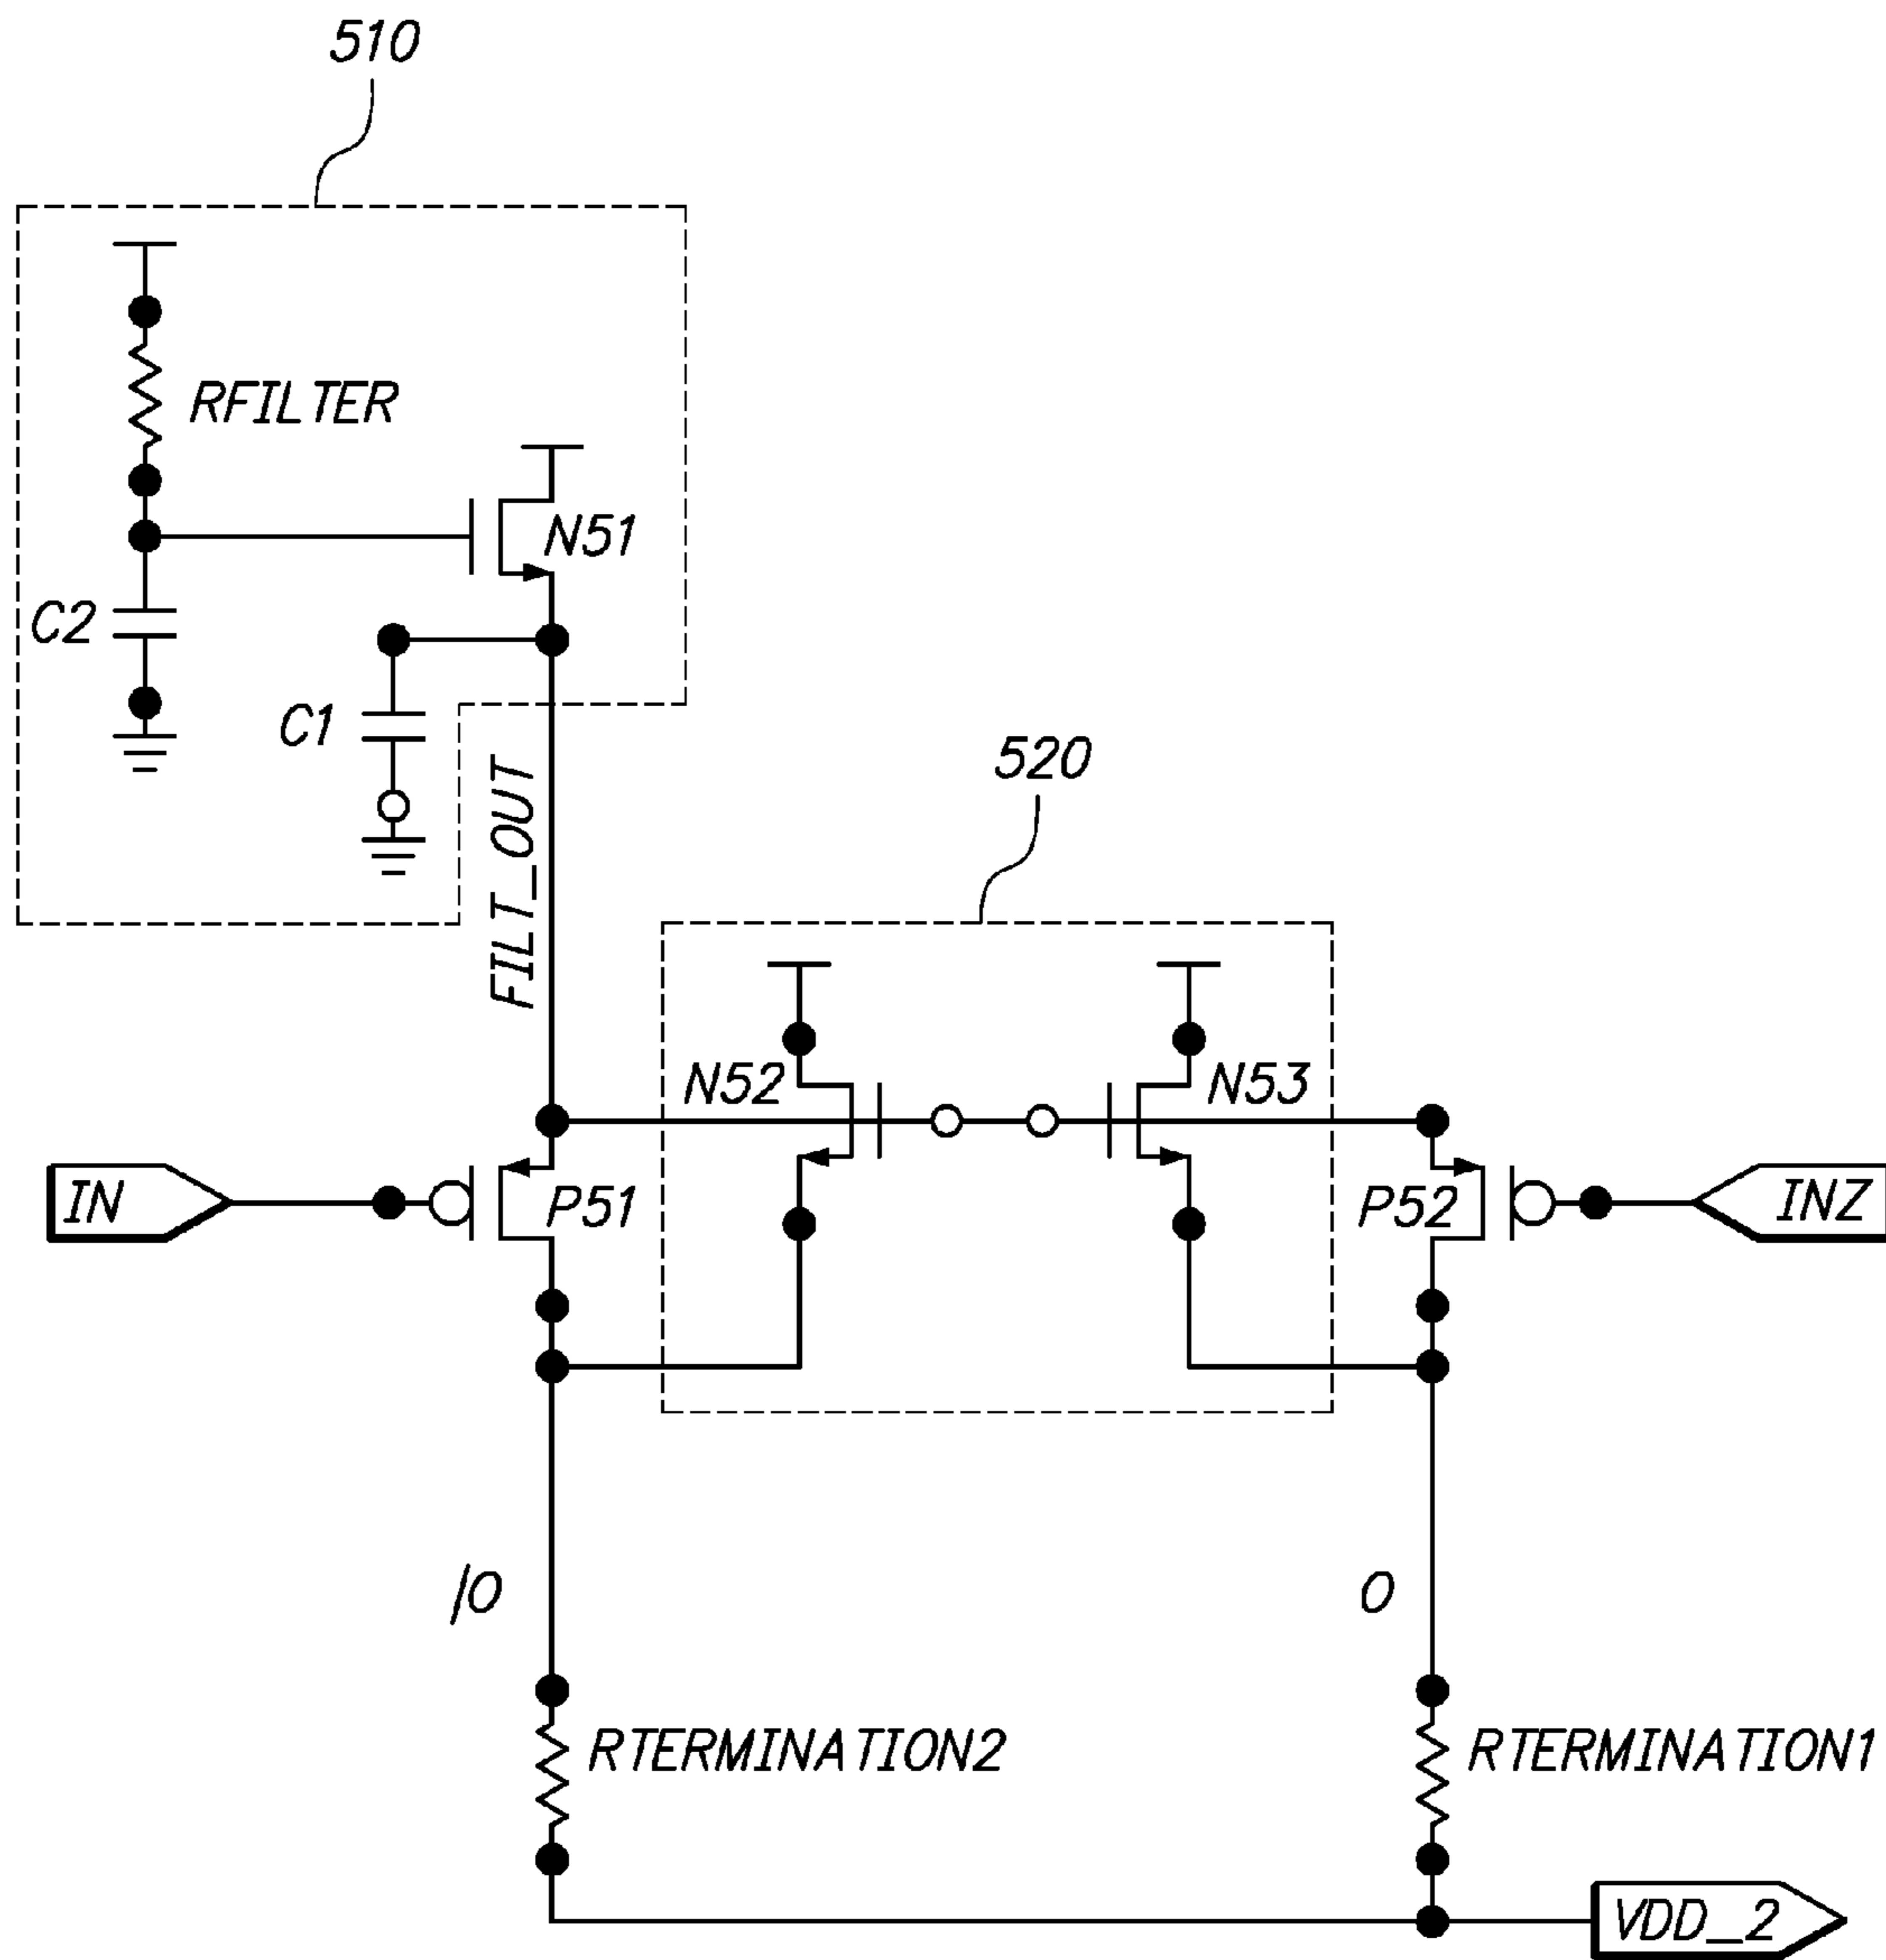 510
RFILTER
N51
C2
C1
FILT_OUT
520
N52
N53
IN
P51
P52
INZ
/O
O
RTERMINATION2
RTERMINATION1
VDD_2